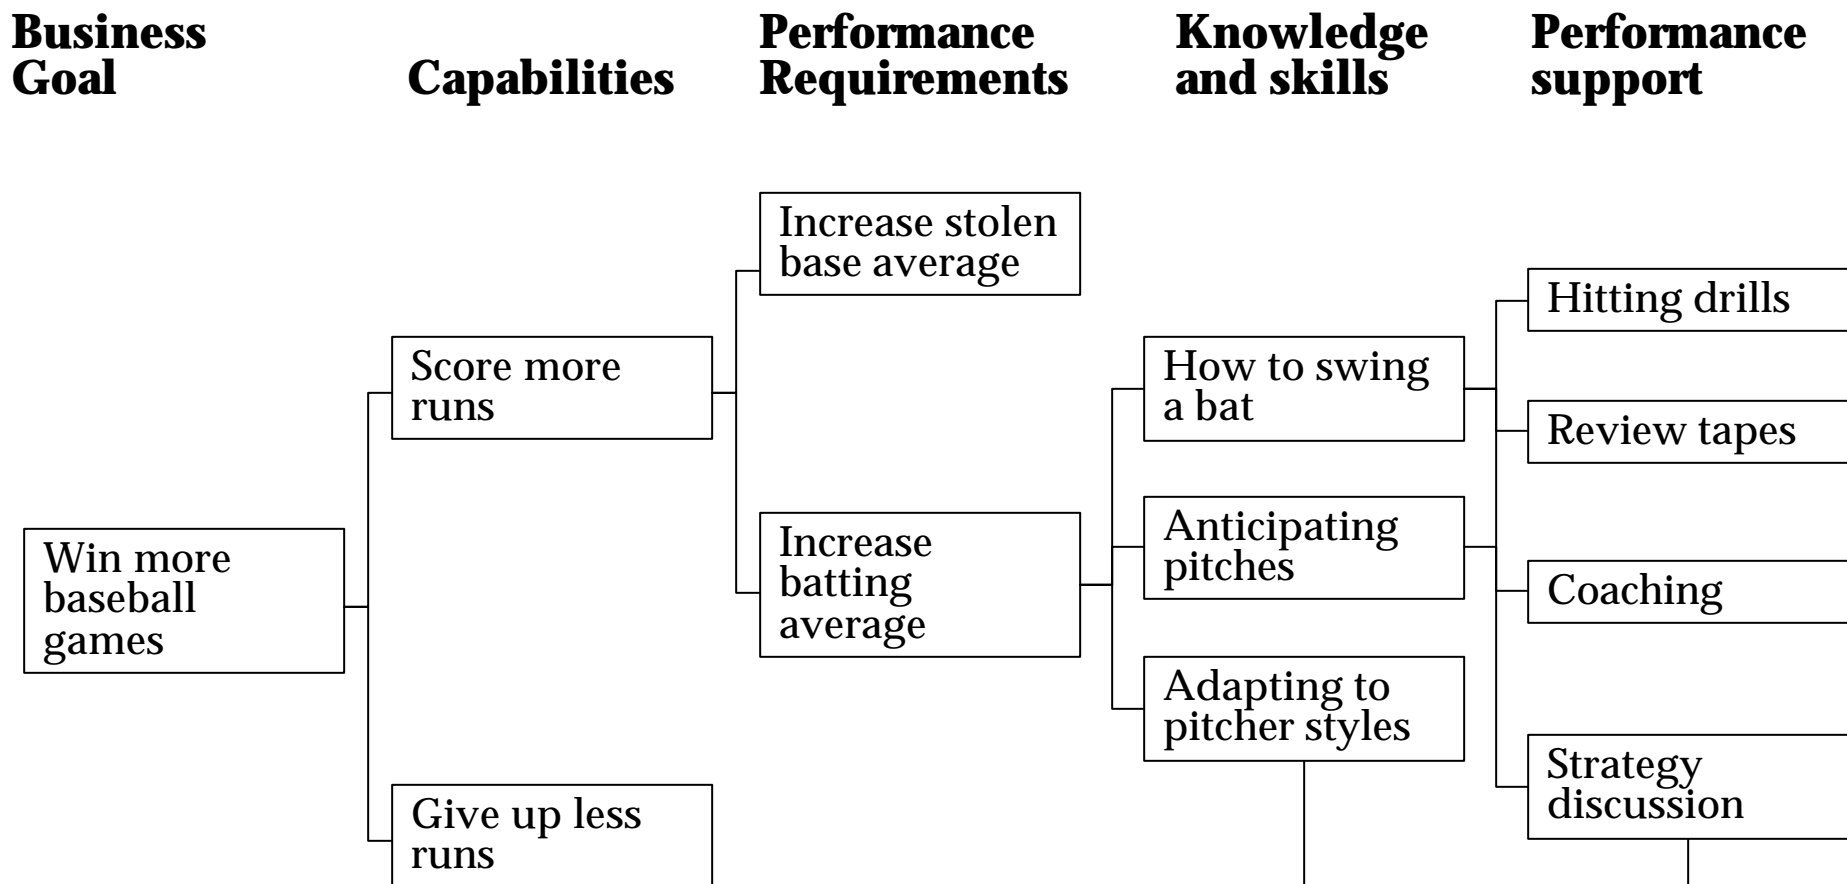 Business
Goal
Capabilities
Performance
Requirements
Knowledge
and skills
Performance
support
Win more
baseball
games
Score more
runs
Give up less
runs
Increase stolen
base average
Increase
batting
average
How to swing
a bat
Anticipating
pitches
Adapting to
pitcher styles
Hitting drills
Review tapes
Coaching
Strategy
discussion